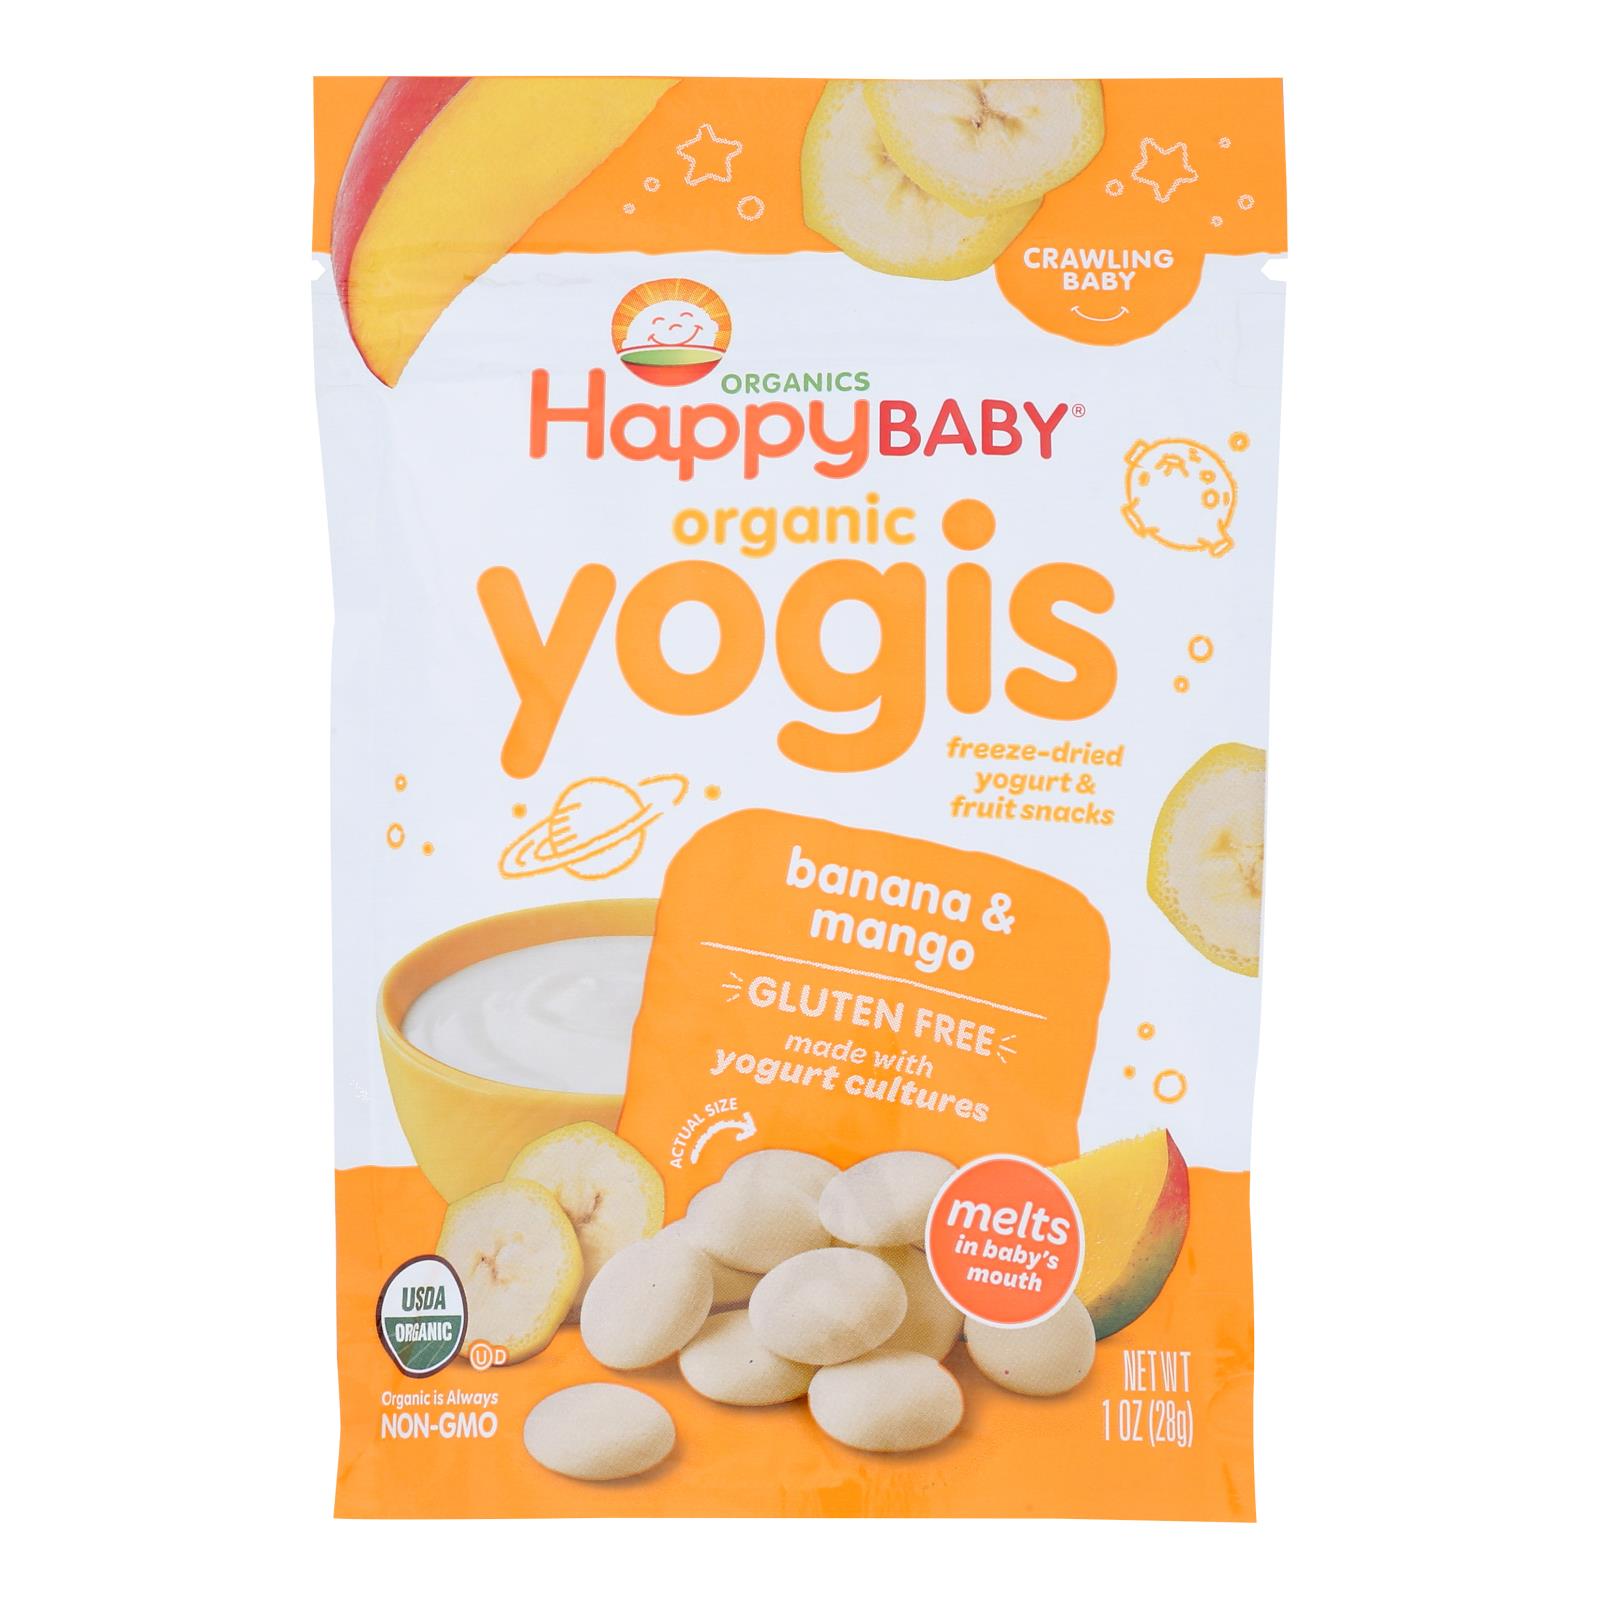 CRAWLING
BABY
ORGANICS
HappyBABY®
organic
yogis
freeze-dried
yogurt &
fruit snacks
banana &
mango
GLUTEN FREE
made with
yogurt cultures
ACTUAL SIZE
melts
in baby's
mouth
USDA
ORGANIC
U D
Organic is Always
NON-GMO
NET WT
1 OZ (28g)